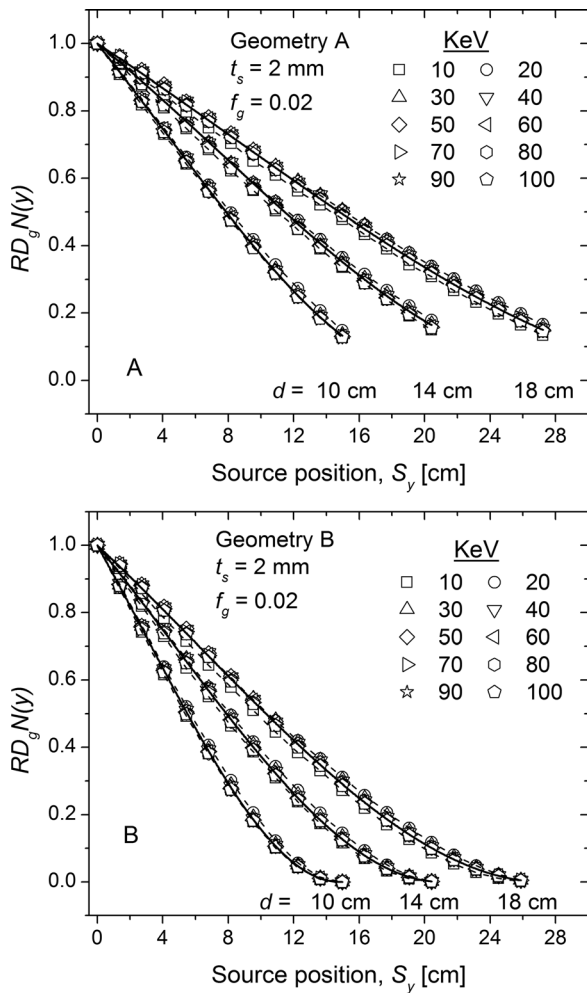 Geometry A
t_s = 2 mm
f_g = 0.02
KeV
10 20
30 40
50 60
70 80
90 100
RD_g N(y)
1.0
0.8
0.6
0.4
0.2
0.0
A
d = 10 cm 14 cm 18 cm
0 4 8 12 16 20 24 28
Source position, S_y [cm]
Geometry B
t_s = 2 mm
f_g = 0.02
KeV
10 20
30 40
50 60
70 80
90 100
RD_g N(y)
1.0
0.8
0.6
0.4
0.2
0.0
B
d = 10 cm 14 cm 18 cm
0 4 8 12 16 20 24 28
Source position, S_y [cm]